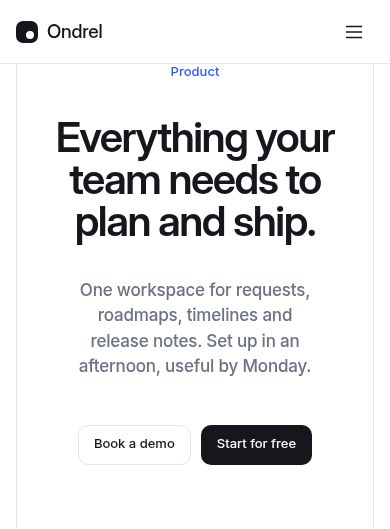 Ondrel
Product
Everything your
team needs to
plan and ship.
One workspace for requests,
roadmaps, timelines and
release notes. Set up in an
afternoon, useful by Monday.
Book a demo
Start for free